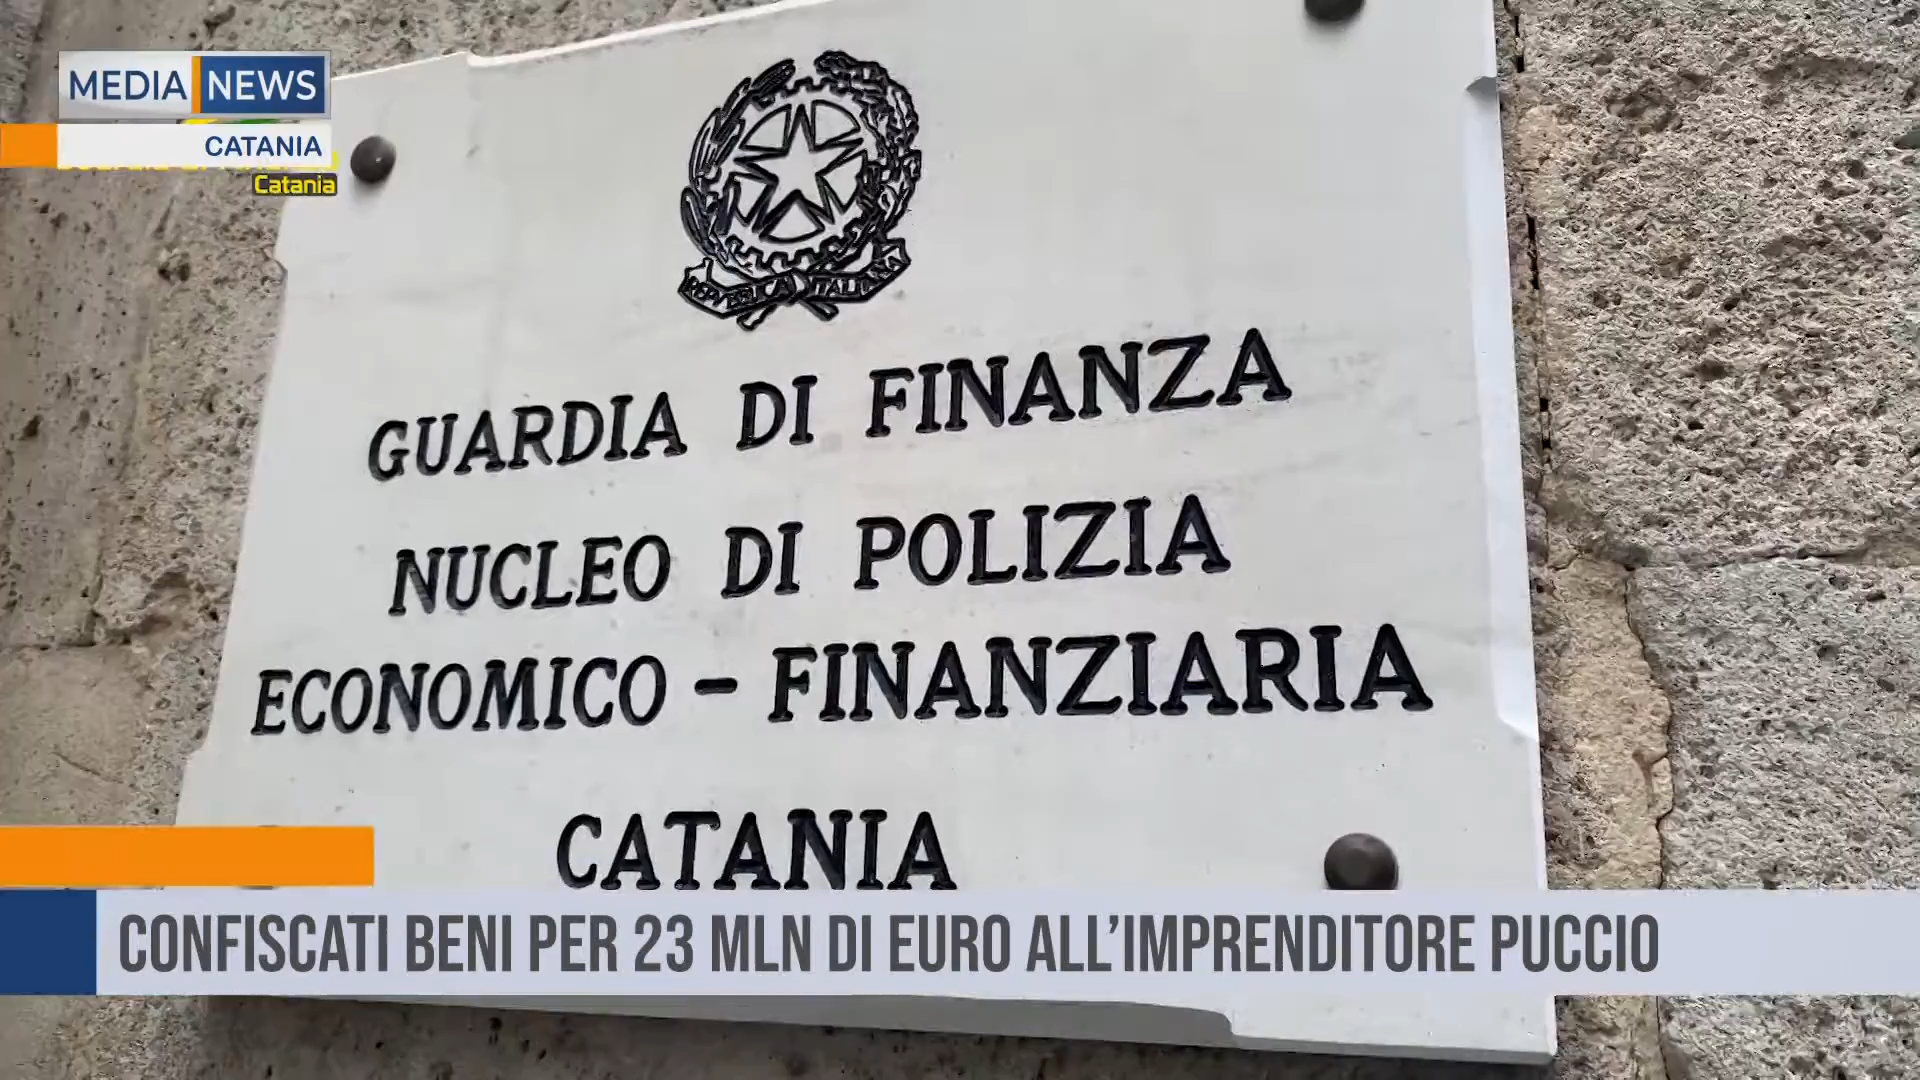 MEDIA NEWS
CATANIA
Catania
REPVBBLICA ITALIANA
GUARDIA DI FINANZA
NUCLEO DI POLIZIA
ECONOMICO - FINANZIARIA
CATANIA
CONFISCATI BENI PER 23 MLN DI EURO ALL'IMPRENDITORE PUCCIO